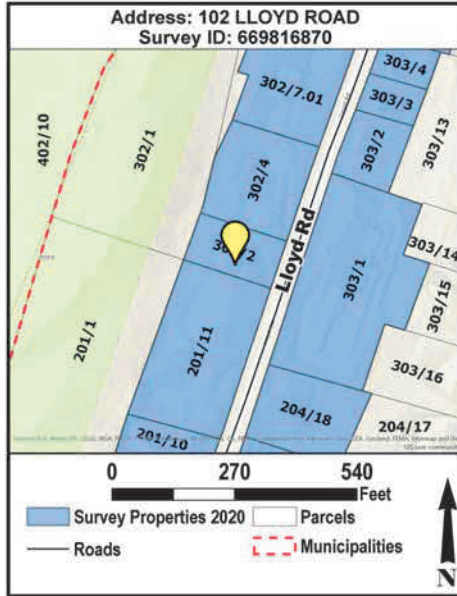 Address: 102 LLOYD ROAD
Survey ID: 669816870
303/4
302/7.01
303/3
402/10
302/1
303/2
303/13
302/4
Lloyd Rd
303/14
303/1
303/15
201/1
201/11
303/16
204/18
204/17
201/10
0 270 540
Feet
Survey Properties 2020
Parcels
Roads
Municipalities
N